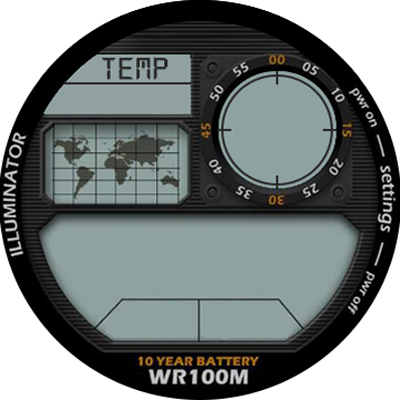 TEMP
ILLUMINATOR
00
05
10
15
20
25
30
35
40
45
50
55
pwr on
settings
pwr off
10 YEAR BATTERY
WR100M